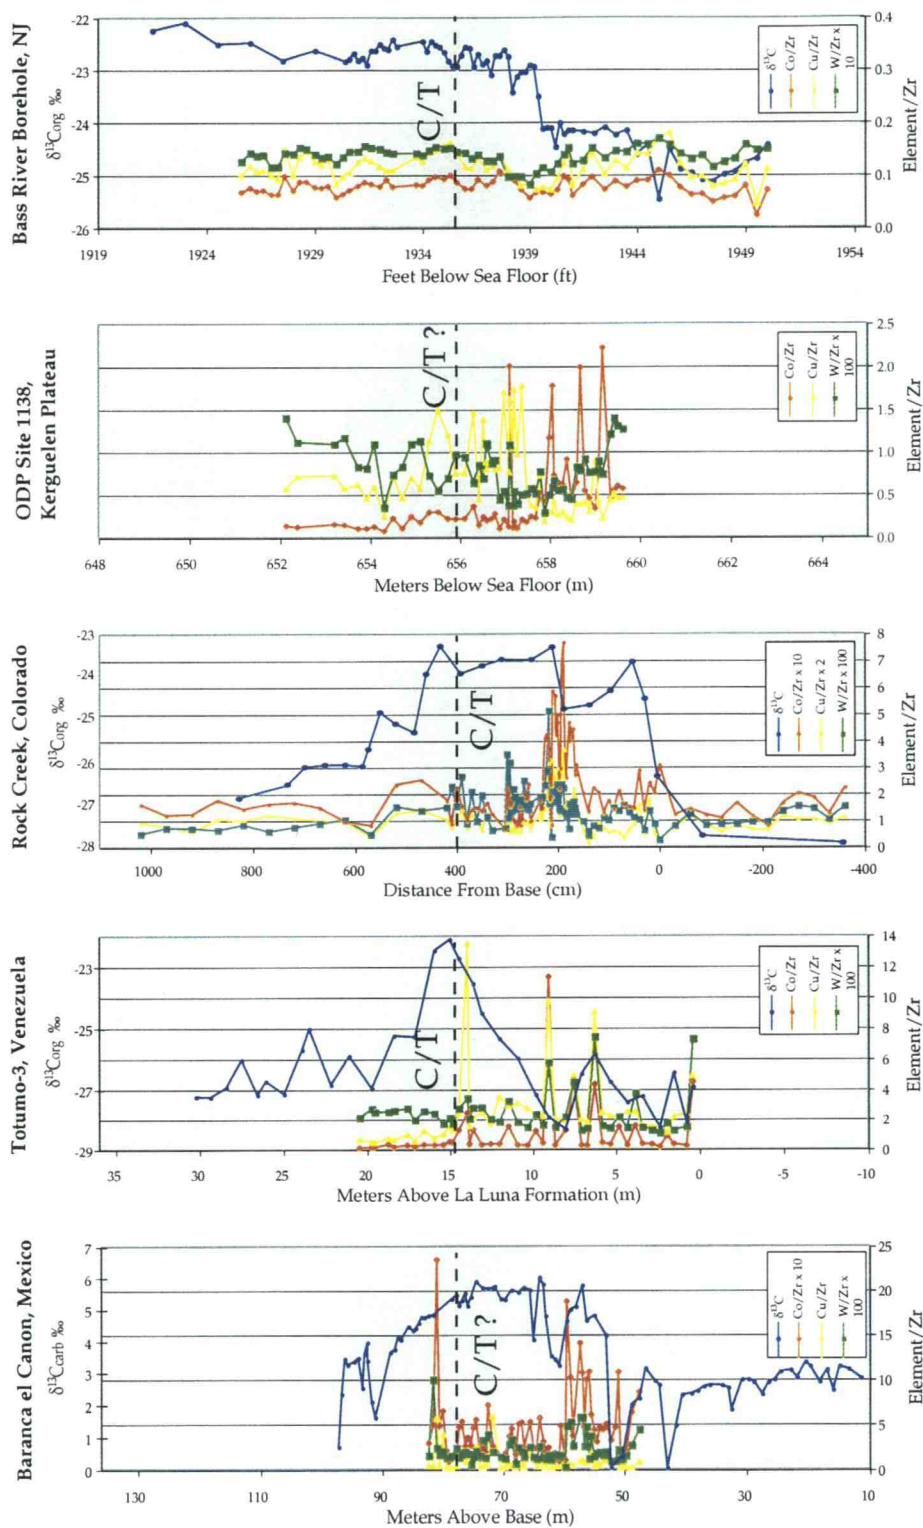 Bass River Borehole, NJ
δ¹³Corg ‰
-22
-23
-24
-25
-26
C/T
δ¹³C
Co/Zr
Cu/Zr
W/Zr x 10
0.4
0.3
0.2
0.1
0.0
Element/Zr
1919 1924 1929 1934 1939 1944 1949 1954
Feet Below Sea Floor (ft)
ODP Site 1138,
Kerguelen Plateau
C/T ?
Co/Zr
Cu/Zr
W/Zr x 100
2.5
2.0
1.5
1.0
0.5
0.0
Element/Zr
648 650 652 654 656 658 660 662 664
Meters Below Sea Floor (m)
Rock Creek, Colorado
δ¹³Corg ‰
-23
-24
-25
-26
-27
-28
C/T
δ¹³C
Co/Zr x 10
Cu/Zr x 2
W/Zr x 100
8
7
6
5
4
3
2
1
0
Element/Zr
1000 800 600 400 200 0 -200 -400
Distance From Base (cm)
Totumo-3, Venezuela
δ¹³Corg ‰
-23
-25
-27
-29
C/T
δ¹³C
Co/Zr
Cu/Zr
W/Zr x 100
14
12
10
8
6
4
2
0
Element/Zr
35 30 25 20 15 10 5 0 -5 -10
Meters Above La Luna Formation (m)
Baranca el Canon, Mexico
δ¹³Ccarb ‰
7
6
5
4
3
2
1
0
C/T?
δ¹³C
Co/Zr x 10
Cu/Zr
W/Zr x 100
25
20
15
10
5
0
Element/Zr
130 110 90 70 50 30 10
Meters Above Base (m)